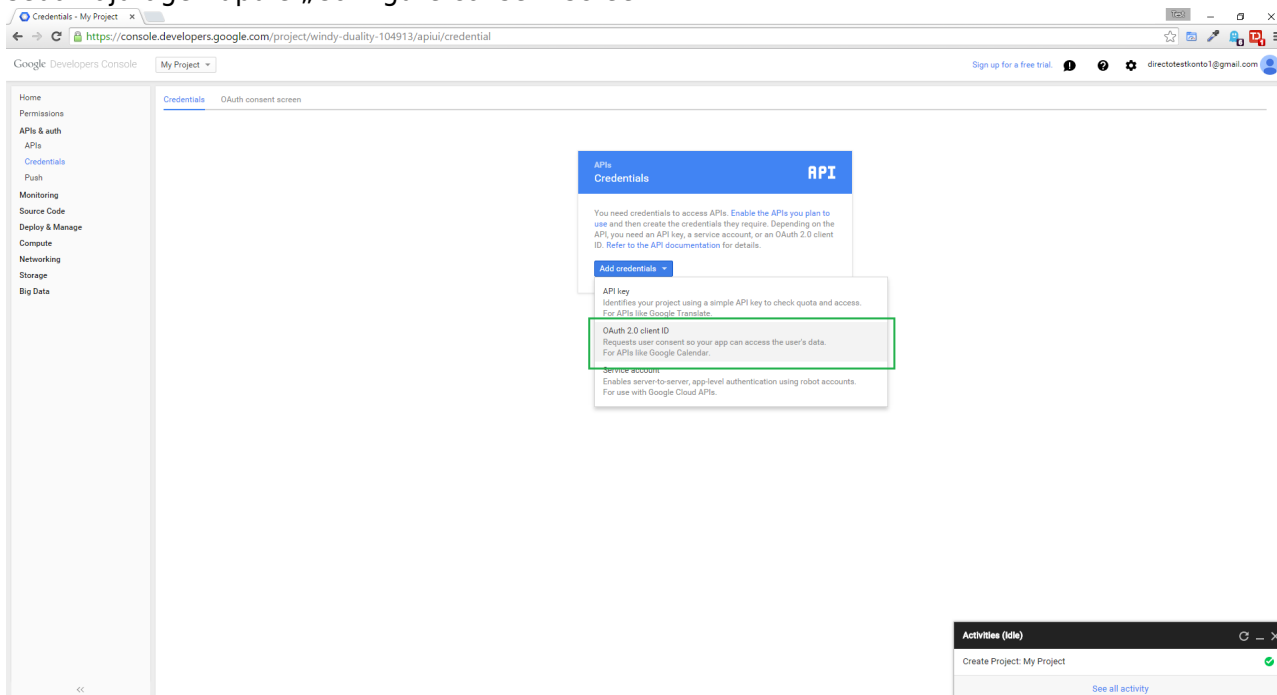 Credentials - My Project
Test
https://console.developers.google.com/project/windy-duality-104913/apiui/credential
Google Developers Console
My Project
Sign up for a free trial.
directotestkonto1@gmail.com
Home
Permissions
APIs & auth
APIs
Credentials
Push
Monitoring
Source Code
Deploy & Manage
Compute
Networking
Storage
Big Data
Credentials
OAuth consent screen
APIs
Credentials
API
You need credentials to access APIs. Enable the APIs you plan to
use and then create the credentials they require. Depending on the
API, you need an API key, a service account, or an OAuth 2.0 client
ID. Refer to the API documentation for details.
Add credentials
API key
Identifies your project using a simple API key to check quota and access.
For APIs like Google Translate.
OAuth 2.0 client ID
Requests user consent so your app can access the user's data.
For APIs like Google Calendar.
Service account
Enables server-to-server, app-level authentication using robot accounts.
For use with Google Cloud APIs.
Activities (Idle)
Create Project: My Project
See all activity